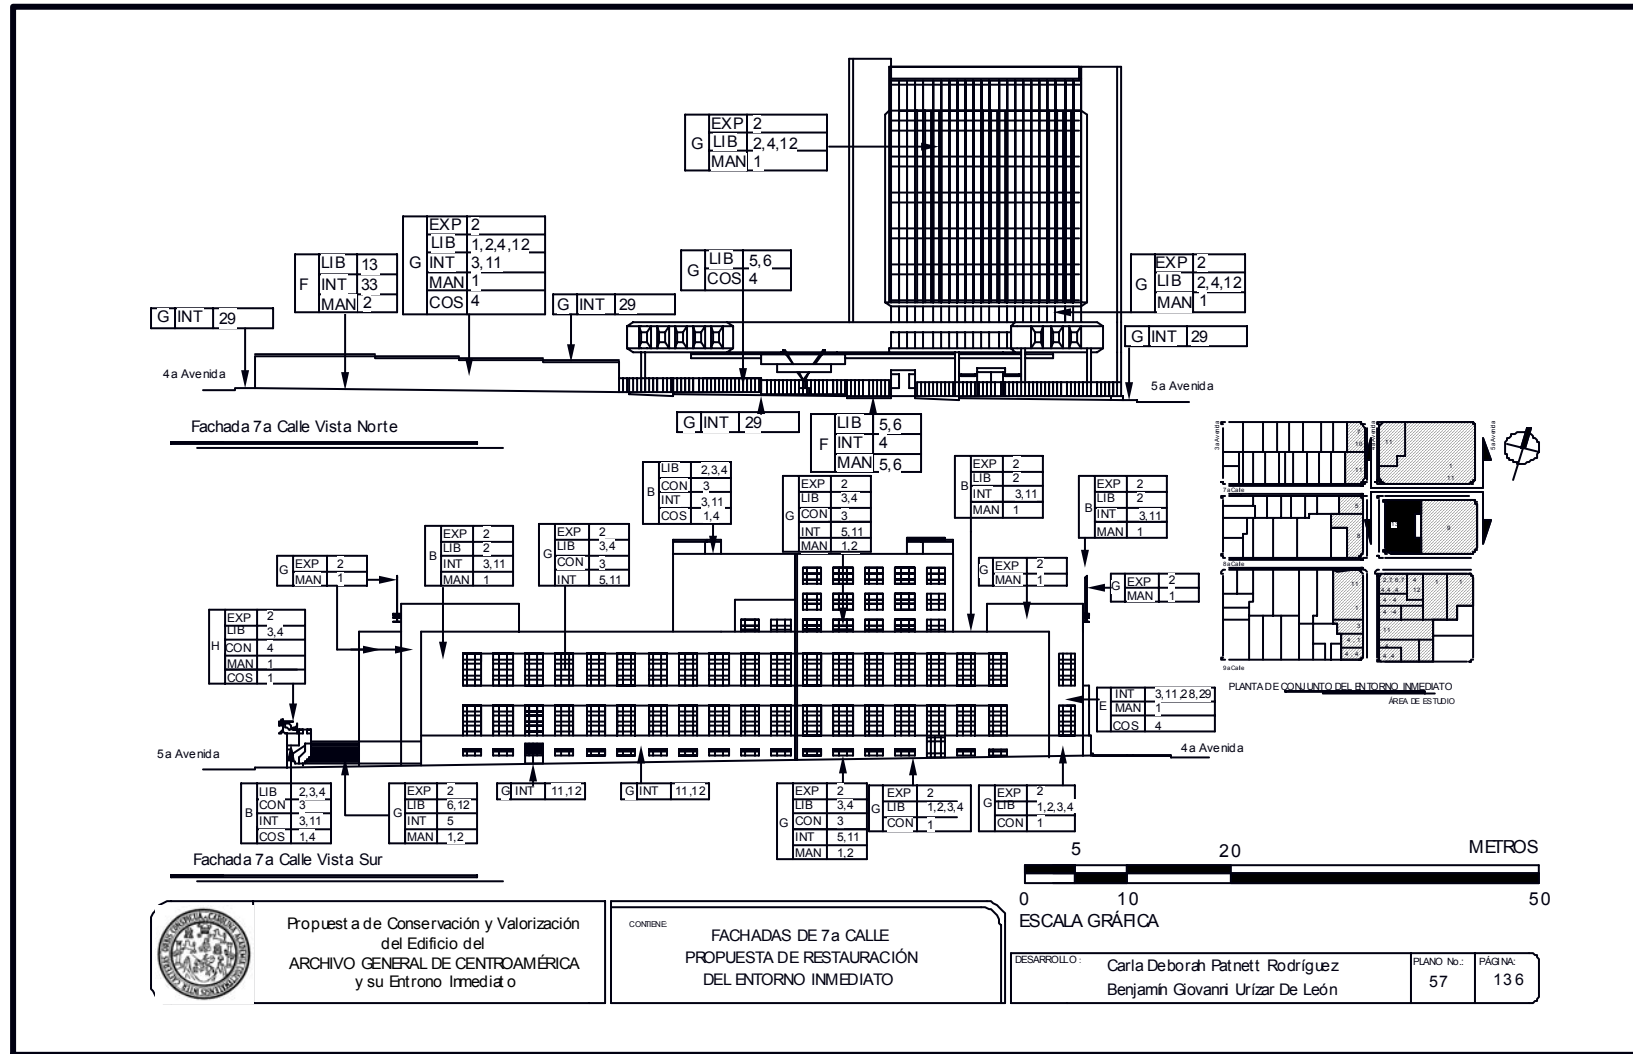 EXP 2
G LIB 2,4,12
MAN 1
EXP 2
LIB 1,2,4,12
G INT 3,11
MAN 1
COS 4
LIB 13
F INT 33
MAN 2
G LIB 5,6
COS 4
EXP 2
G LIB 2,4,12
MAN 1
G INT 29
G INT 29
G INT 29
4a Avenida
5a Avenida
G INT 29
LIB 5,6
F INT 4
MAN 5,6
Fachada 7a Calle Vista Norte
LIB 2,3,4
B CON 3
INT 3,11
COS 1,4
EXP 2
LIB 3,4
G CON 3
INT 5,11
MAN 1,2
EXP 2
B LIB 2
INT 3,11
MAN 1
EXP 2
LIB 2
B INT 3,11
MAN 1
EXP 2
B LIB 2
INT 3,11
MAN 1
EXP 2
G LIB 3,4
CON 3
INT 5,11
G EXP 2
MAN 1
G EXP 2
MAN 1
G EXP 2
MAN 1
EXP 2
LIB 3,4
H CON 4
MAN 1
COS 1
INT 3,11,28,29
E MAN 1
COS 4
5a Avenida
4a Avenida
LIB 2,3,4
CON 3
B INT 3,11
COS 1,4
EXP 2
G LIB 6,12
INT 5
MAN 1,2
G INT 11,12
G INT 11,12
EXP 2
LIB 3,4
G CON 3
INT 5,11
MAN 1,2
EXP 2
G LIB 1,2,3,4
CON 1
EXP 2
G LIB 1,2,3,4
CON 1
Fachada 7a Calle Vista Sur
3a Avenida
4a Avenida
5a Avenida
7a Calle
8a Calle
9a Calle
PLANTA DE CONJUNTO DEL ENTORNO INMEDIATO
ÁREA DE ESTUDIO
5 20 METROS
0 10 50
ESCALA GRÁFICA
Propuesta de Conservación y Valorización
del Edificio del
ARCHIVO GENERAL DE CENTROAMÉRICA
y su Entrono Inmediato
CONTIENE:
FACHADAS DE 7a CALLE
PROPUESTA DE RESTAURACIÓN
DEL ENTORNO INMEDIATO
DESARROLLO:
Carla Deborah Patnett Rodríguez
Benjamín Giovanni Urízar De León
PLANO No.: 57
PÁGINA: 136